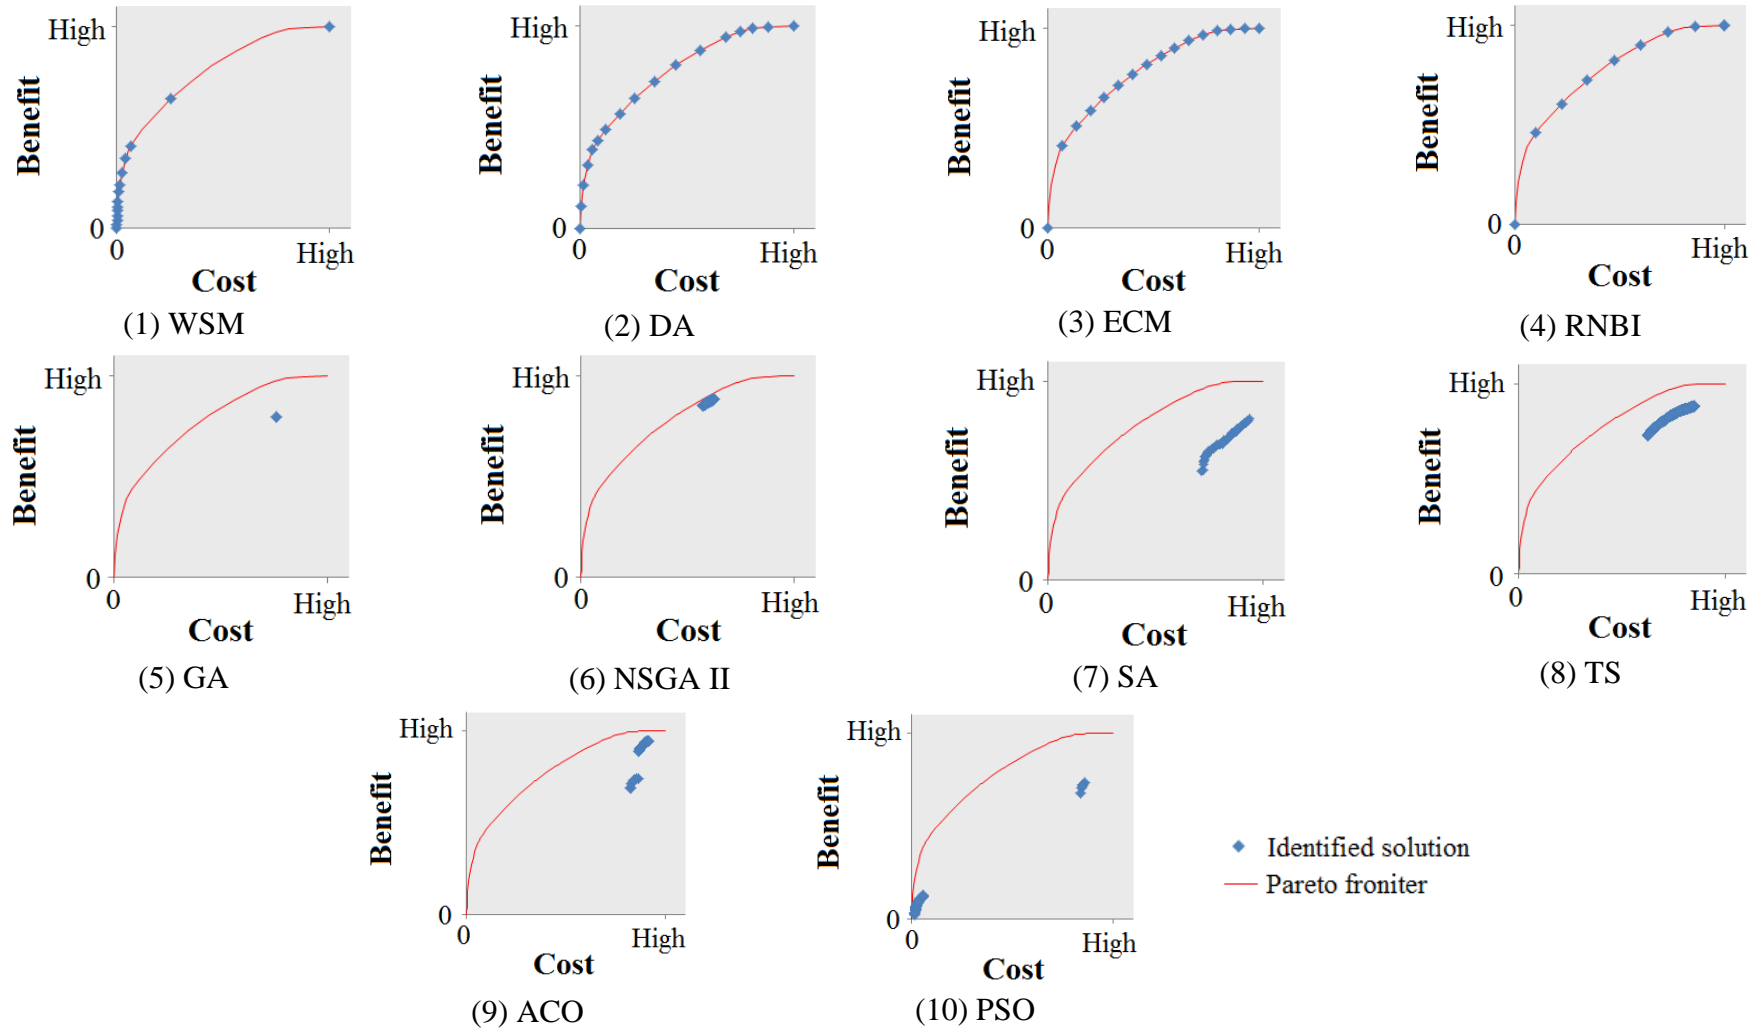 High
Benefit
0
0
High
Cost
(1) WSM
High
Benefit
0
0
High
Cost
(2) DA
High
Benefit
0
0
High
Cost
(3) ECM
High
Benefit
0
0
High
Cost
(4) RNBI
High
Benefit
0
0
High
Cost
(5) GA
High
Benefit
0
0
High
Cost
(6) NSGA II
High
Benefit
0
0
High
Cost
(7) SA
High
Benefit
0
0
High
Cost
(8) TS
High
Benefit
0
0
High
Cost
(9) ACO
High
Benefit
0
0
High
Cost
(10) PSO
Identified solution
Pareto froniter